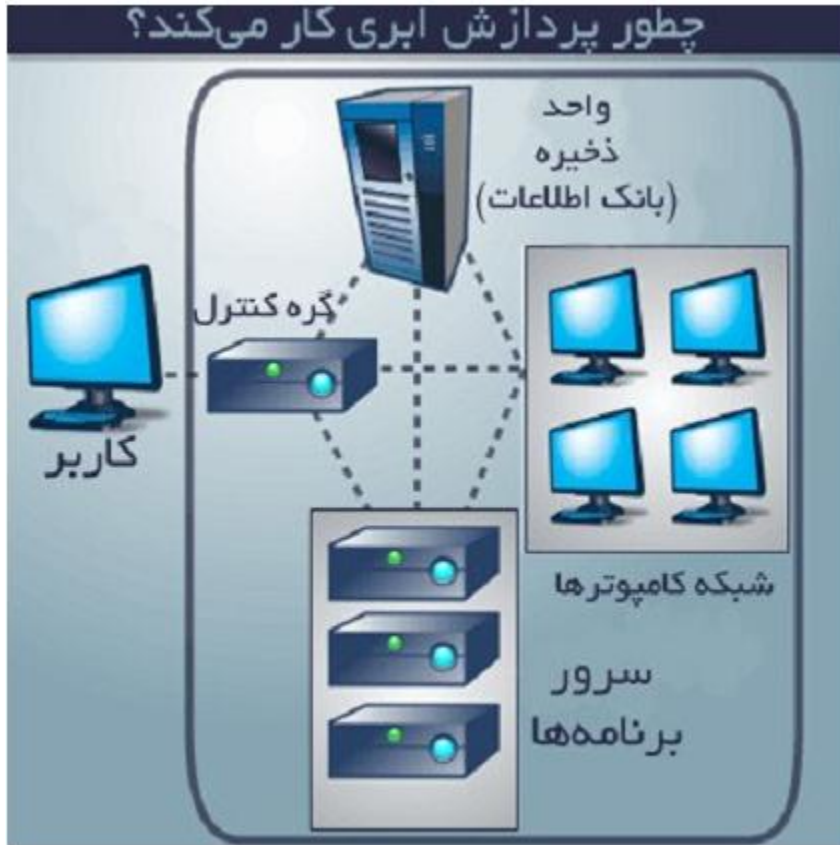 چطور پردازش ابری کار می‌کند؟
واحد
ذخیره
(بانک اطلاعات)
گره کنترل
کاربر
شبکه کامپوترها
سرور
برنامه‌ها